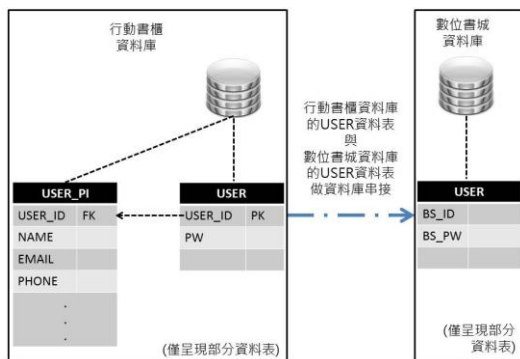 行動書櫃
資料庫
USER_PI
USER_ID FK
NAME
EMAIL
PHONE
.
.
.
USER
USER_ID PK
PW
(僅呈現部分資料表)
行動書櫃資料庫
的USER資料表
與
數位書城資料庫
的USER資料表
做資料庫串接
數位書城
資料庫
USER
BS_ID
BS_PW
(僅呈現部分
資料表)